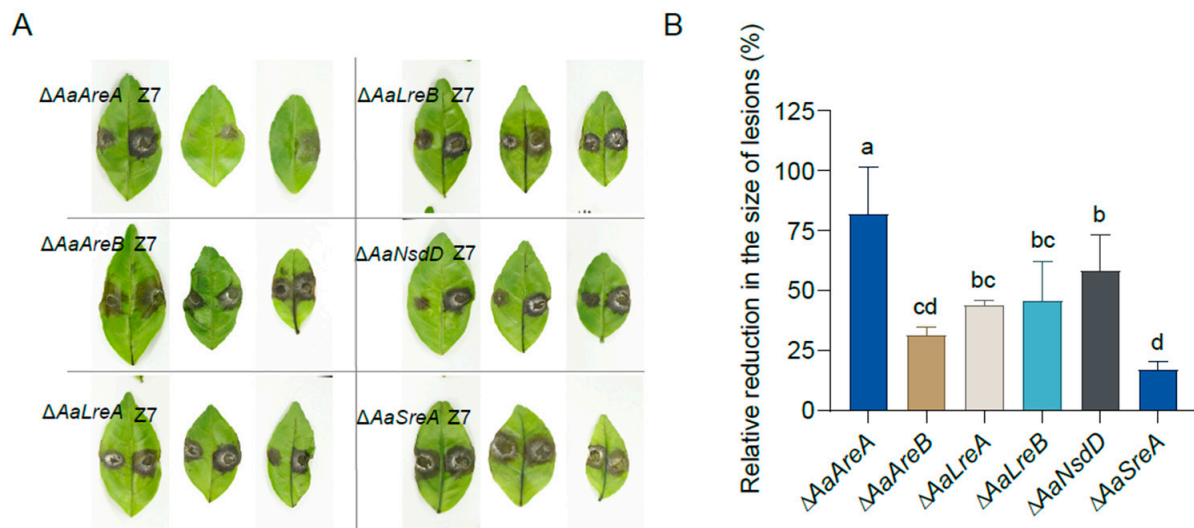 A
ΔAaAreA Z7
ΔAaLreB Z7
ΔAaAreB Z7
ΔAaNsdD Z7
ΔAaLreA Z7
ΔAaSreA Z7
B
Relative reduction in the size of lesions (%)
125
100
75
50
25
0
a
cd
bc
bc
b
d
ΔAaAreA
ΔAaAreB
ΔAaLreA
ΔAaLreB
ΔAaNsdD
ΔAaSreA